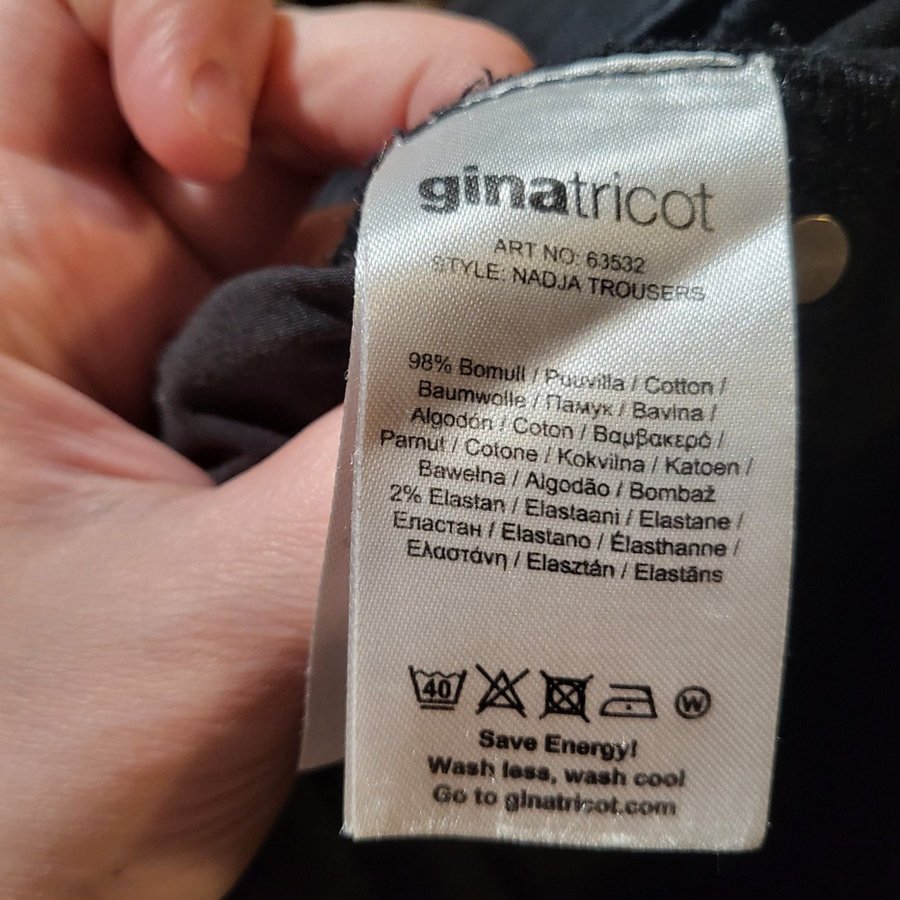 ginatricot
ART NO: 63532
STYLE: NADJA TROUSERS
98% Bomull / Puuvilla / Cotton /
Baumwolle / Памук / Bavlna /
Algodón / Coton / Βαμβακερό /
Pamut / Cotone / Kokvilna / Katoen /
Bawełna / Algodão / Bombaž
2% Elastan / Elastaani / Elastane /
Еластан / Elastano / Élasthanne /
Ελαστάνη / Elasztán / Elastāns
40 W
Save Energy!
Wash less, wash cool
Go to ginatricot.com